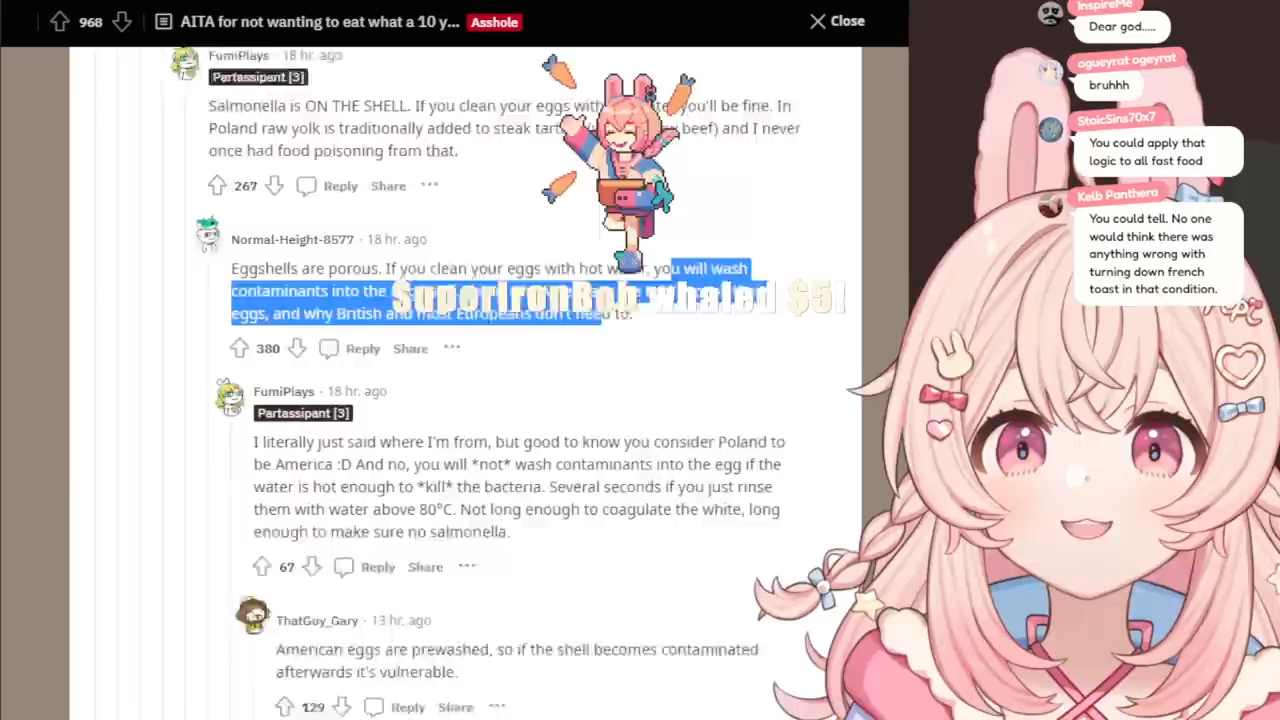 968
AITA for not wanting to eat what a 10 y...
Asshole
Close
FumiPlays · 18 hr. ago
Partassipant [3]
Salmonella is ON THE SHELL. If you clean your eggs with you'll be fine. In
Poland raw yolk is traditionally added to steak beef) and I never
once had food poisoning from that.
267
Reply
Share
Normal-Height-8577 · 18 hr. ago
Eggshells are porous. If you clean your eggs with hot you will wash
contaminants into the
eggs, and why British and most Europeans don't need to.
SuperIronBob whaled $5!
380
Reply
Share
FumiPlays · 18 hr. ago
Partassipant [3]
I literally just said where I'm from, but good to know you consider Poland to
be America :D And no, you will *not* wash contaminants into the egg if the
water is hot enough to *kill* the bacteria. Several seconds if you just rinse
them with water above 80°C. Not long enough to coagulate the white, long
enough to make sure no salmonella.
67
Reply
Share
ThatGuy_Gary · 13 hr. ago
American eggs are prewashed, so if the shell becomes contaminated
afterwards it's vulnerable.
129
Reply
Share
InspireMe
Dear god.....
ogueyrat ogeyrat
bruhhh
StoicSins70x7
You could apply that
logic to all fast food
Kelb Panthera
You could tell. No one
would think there was
anything wrong with
turning down french
toast in that condition.